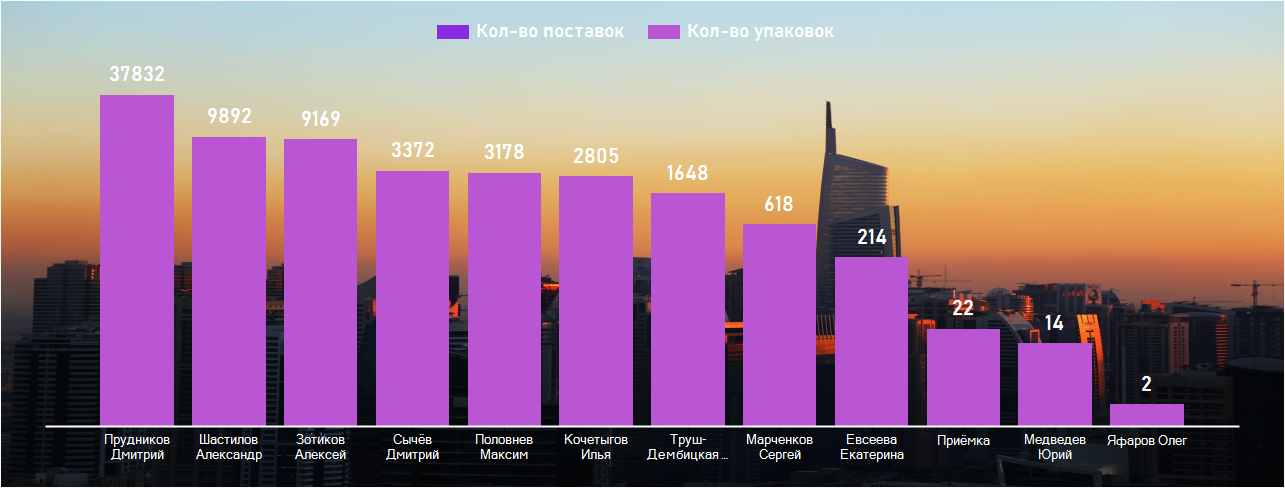 Кол-во поставок Кол-во упаковок
37832
9892
9169
3372
3178
2805
1648
618
214
22
14
2
Прудников
Дмитрий
Шастилов
Александр
Зотиков
Алексей
Сычёв
Дмитрий
Половнев
Максим
Кочетыгов
Илья
Труш-
Дембицкая...
Марченков
Сергей
Евсеева
Екатерина
Приёмка
Медведев
Юрий
Яфаров Олег